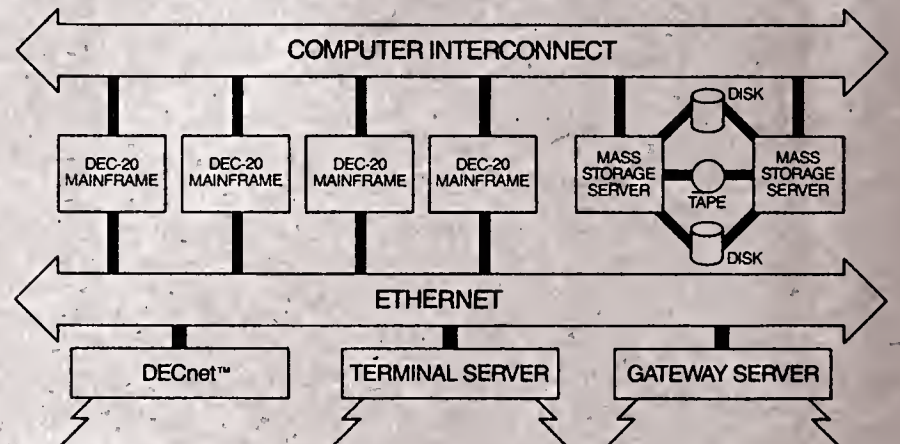 COMPUTER INTERCONNECT
DISK
DEC-20
MAINFRAME
DEC-20
MAINFRAME
DEC-20
MAINFRAME
DEC-20
MAINFRAME
MASS
STORAGE
SERVER
TAPE
MASS
STORAGE
SERVER
DISK
ETHERNET
DECnet™
TERMINAL SERVER
GATEWAY SERVER